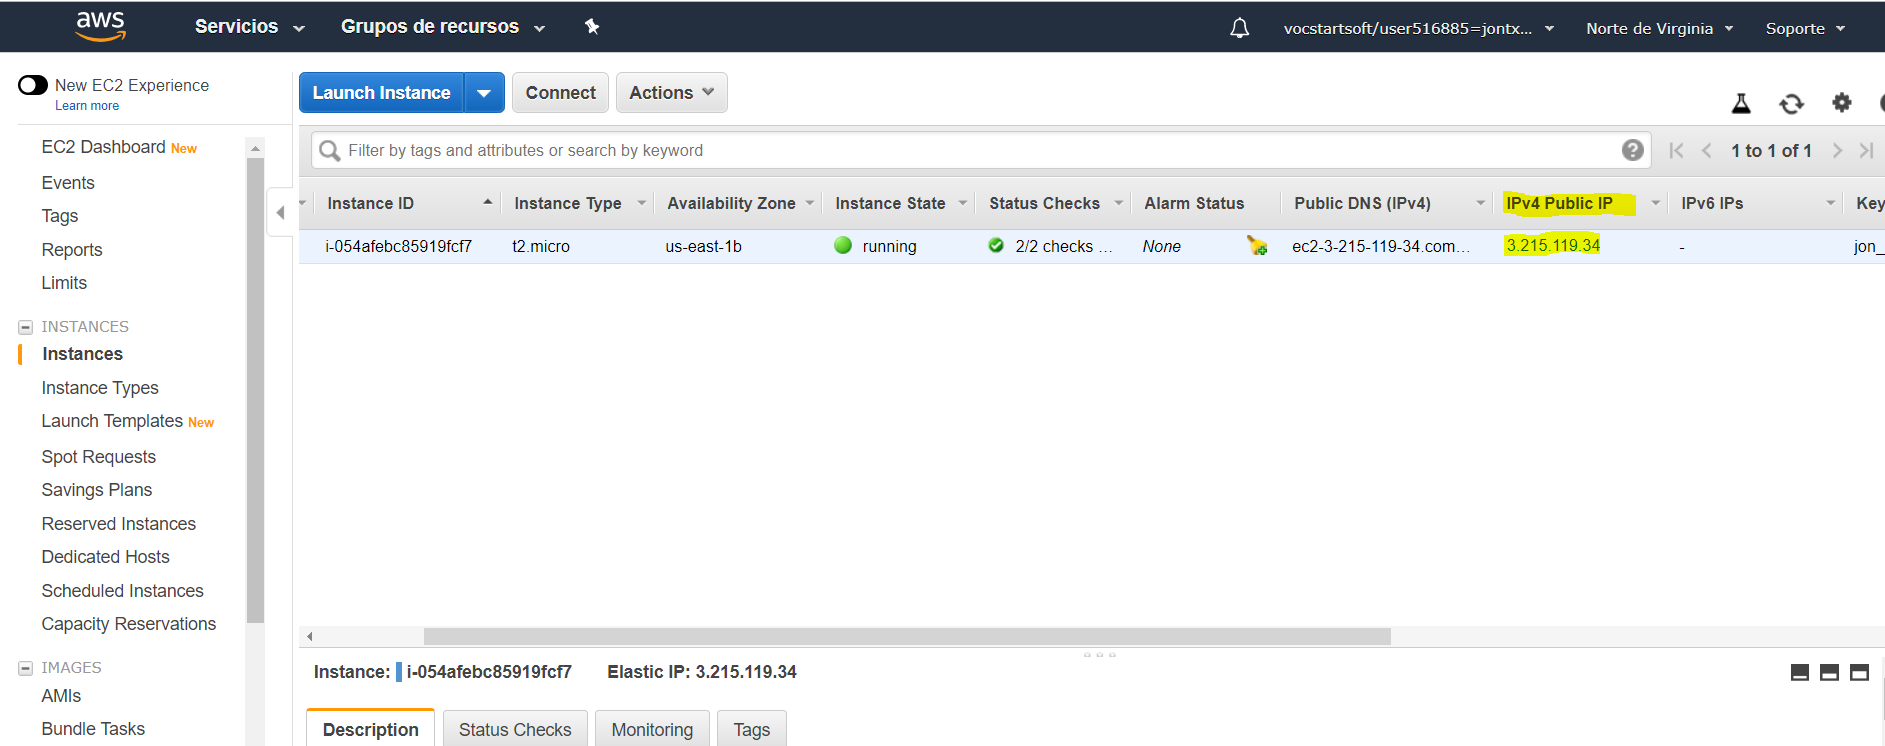 aws Servicios Grupos de recursos vocstartsoft/user516885=jontx... Norte de Virginia Soporte
New EC2 Experience
Learn more
Launch Instance Connect Actions
EC2 Dashboard New
Events
Tags
Reports
Limits
INSTANCES
Instances
Instance Types
Launch Templates New
Spot Requests
Savings Plans
Reserved Instances
Dedicated Hosts
Scheduled Instances
Capacity Reservations
IMAGES
AMIs
Bundle Tasks
Filter by tags and attributes or search by keyword 1 to 1 of 1
Instance ID Instance Type Availability Zone Instance State Status Checks Alarm Status Public DNS (IPv4) IPv4 Public IP IPv6 IPs Key
i-054afebc85919fcf7 t2.micro us-east-1b running 2/2 checks ... None ec2-3-215-119-34.com... 3.215.119.34 - jon_
Instance: i-054afebc85919fcf7 Elastic IP: 3.215.119.34
Description Status Checks Monitoring Tags